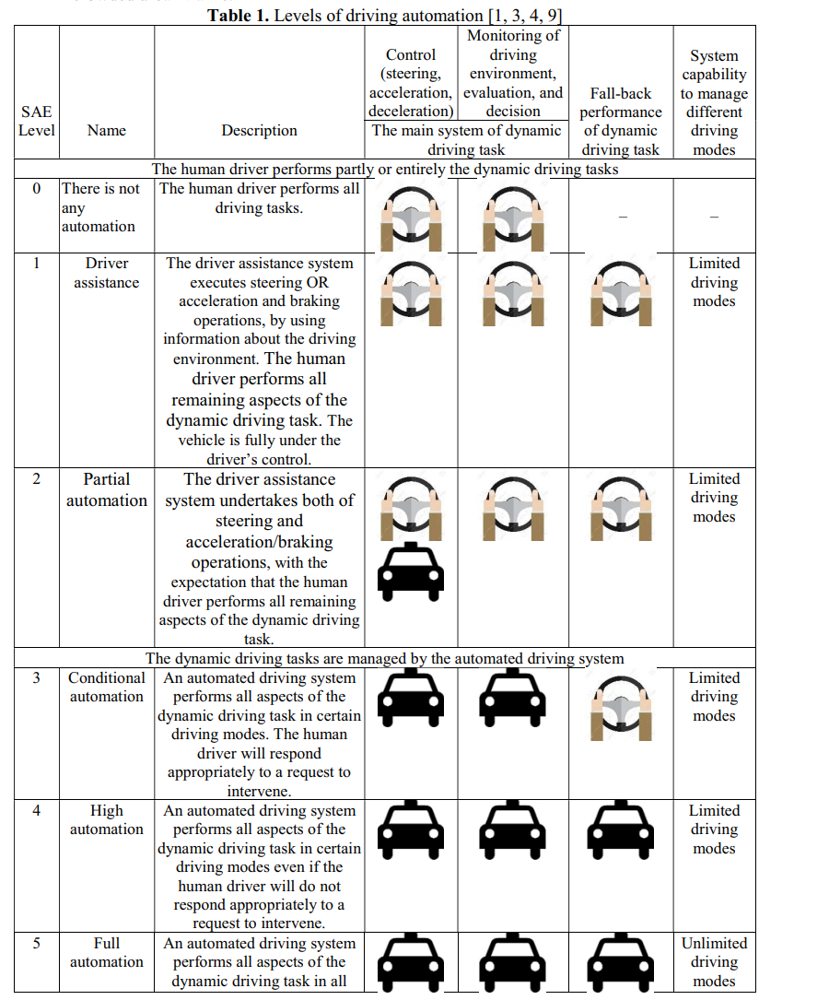 Table 1. Levels of driving automation [1, 3, 4, 9]
SAE
Level
Name
Description
Control
(steering,
acceleration,
deceleration)
Monitoring of
driving
environment,
evaluation, and
decision
The main system of dynamic
driving task
Fall-back
performance
of dynamic
driving task
System
capability
to manage
different
driving
modes
The human driver performs partly or entirely the dynamic driving tasks
0
There is not
any
automation
The human driver performs all
driving tasks.
–
–
1
Driver
assistance
The driver assistance system
executes steering OR
acceleration and braking
operations, by using
information about the driving
environment. The human
driver performs all
remaining aspects of the
dynamic driving task. The
vehicle is fully under the
driver’s control.
Limited
driving
modes
2
Partial
automation
The driver assistance
system undertakes both of
steering and
acceleration/braking
operations, with the
expectation that the human
driver performs all remaining
aspects of the dynamic driving
task.
Limited
driving
modes
The dynamic driving tasks are managed by the automated driving system
3
Conditional
automation
An automated driving system
performs all aspects of the
dynamic driving task in certain
driving modes. The human
driver will respond
appropriately to a request to
intervene.
Limited
driving
modes
4
High
automation
An automated driving system
performs all aspects of the
dynamic driving task in certain
driving modes even if the
human driver will do not
respond appropriately to a
request to intervene.
Limited
driving
modes
5
Full
automation
An automated driving system
performs all aspects of the
dynamic driving task in all
Unlimited
driving
modes